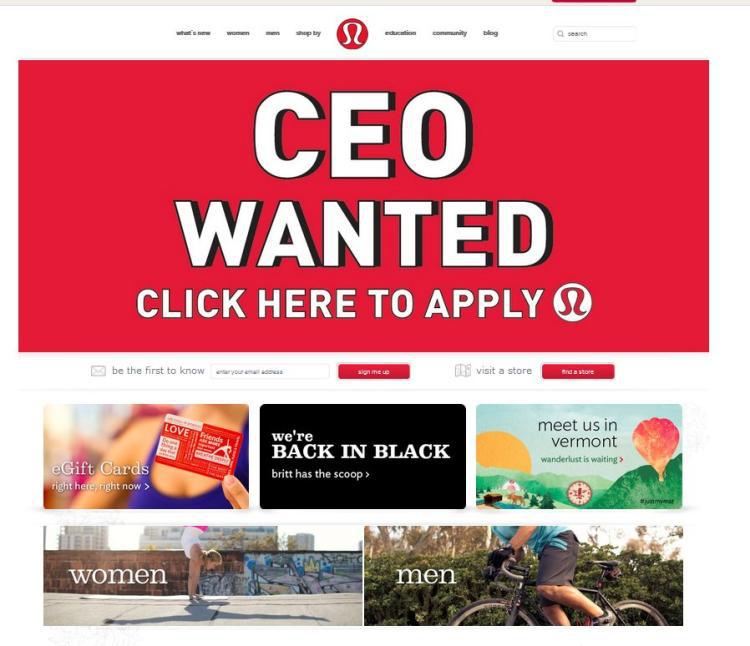 what's new women men shop by education community blog search
CEO
WANTED
CLICK HERE TO APPLY
be the first to know enter your email address sign me up visit a store find a store
LOVE
Friends
eGift Cards
right here, right now >
we're
BACK IN BLACK
britt has the scoop >
meet us in
vermont
wanderlust is waiting >
#justmymat
women
men